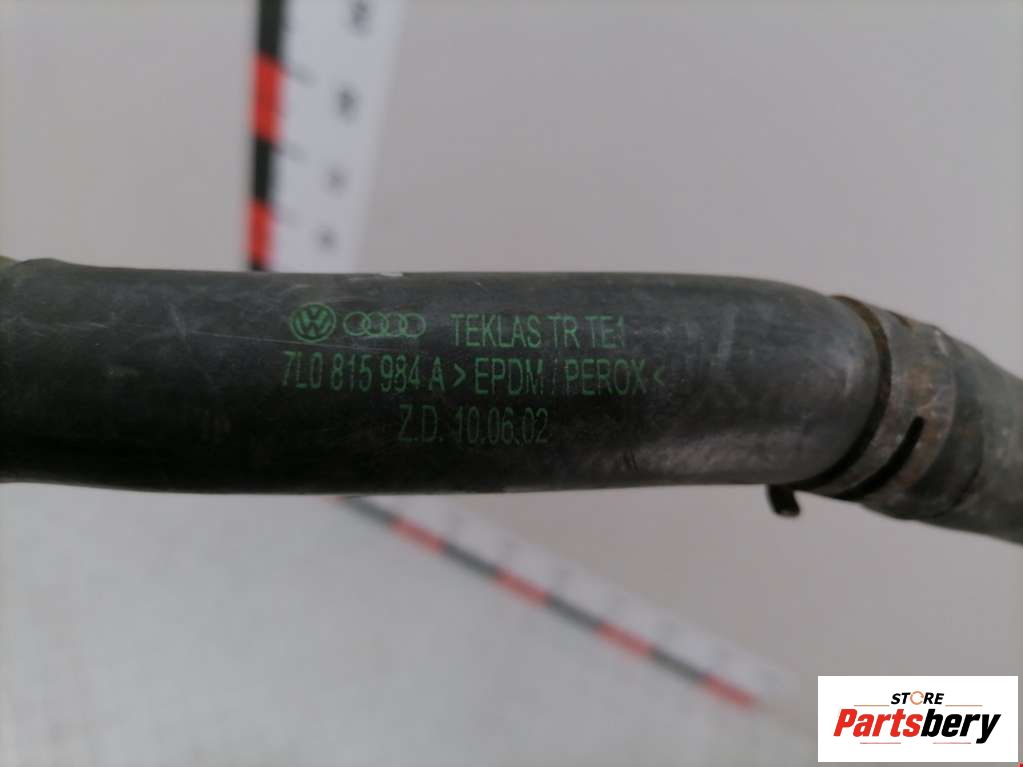 TEKLAS TR TE1
7L0 815 984 A > EPDM / PEROX <
Z.D. 10.06.02
STORE
Partsbery